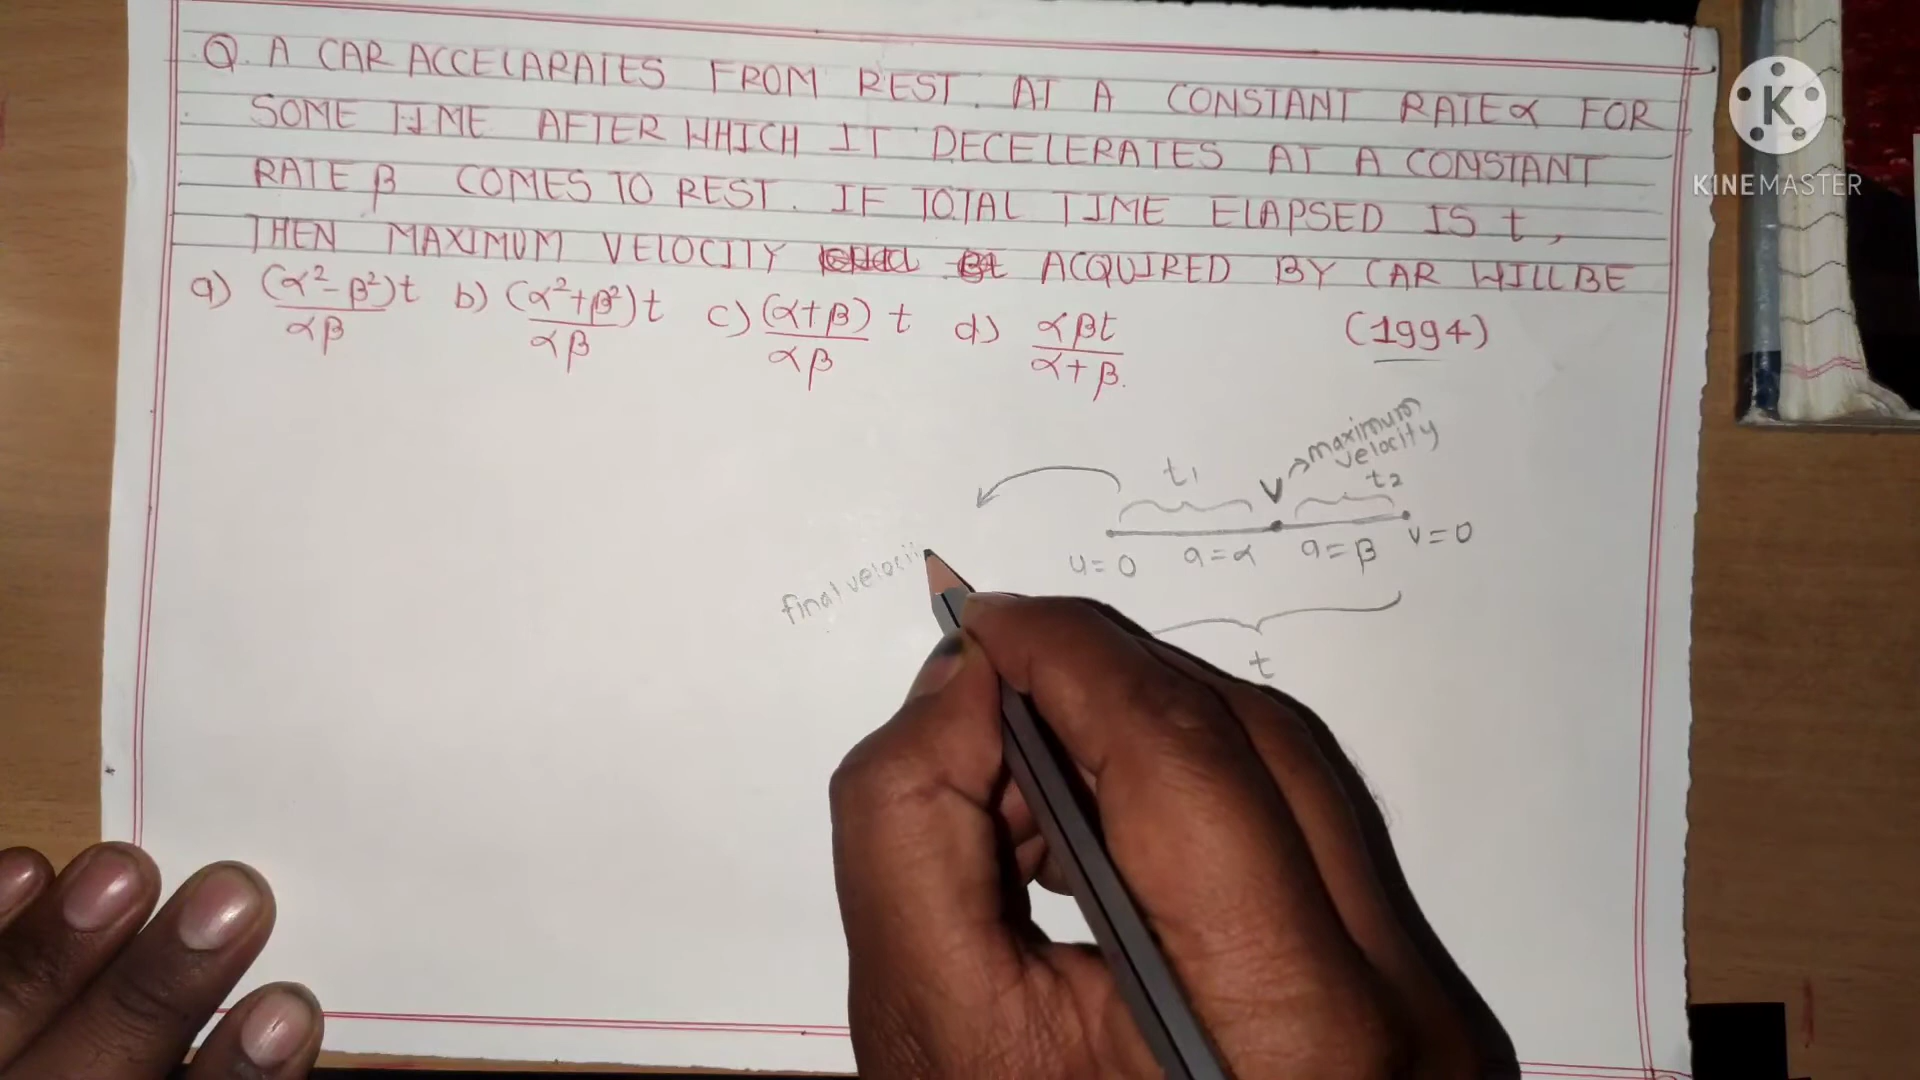 Q. A CAR ACCELARATES FROM REST. AT A CONSTANT RATE α FOR
SOME TIME AFTER WHICH IT DECELERATES AT A CONSTANT
RATE β COMES TO REST. IF TOTAL TIME ELAPSED IS t,
THEN MAXIMUM VELOCITY ACQUIRED BY CAR WILL BE
a) (α²-β²)t / αβ b) (α²+β²)t / αβ c) (α+β) t / αβ d) αβt / α+β. (1994)
maximum
velocity
t₁ V t₂
u=0 a=α a=β v=0
final velocit
t
K
KINEMASTER